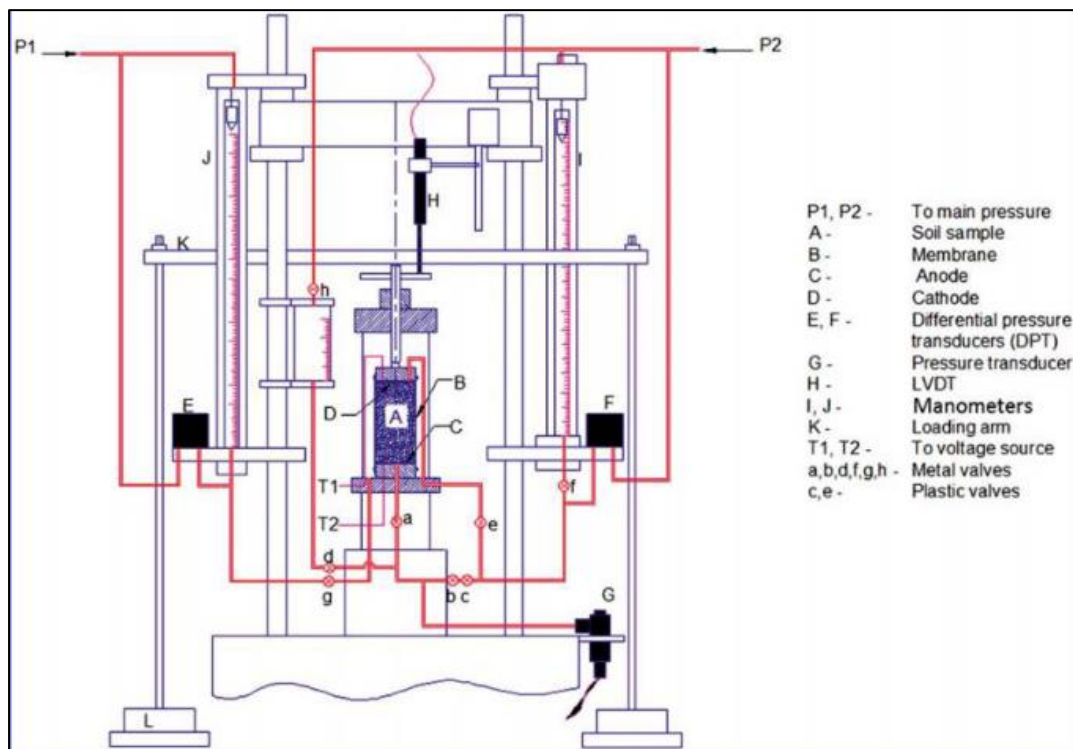 P1
P2
J
I
H
K
h
B
D
A
C
E
F
T1
T2
a
f
e
d
g
b
c
G
L
P1, P2 - To main pressure
A - Soil sample
B - Membrane
C - Anode
D - Cathode
E, F - Differential pressure
transducers (DPT)
G - Pressure transducer
H - LVDT
I, J - Manometers
K - Loading arm
T1, T2 - To voltage source
a,b,d,f,g,h - Metal valves
c,e - Plastic valves